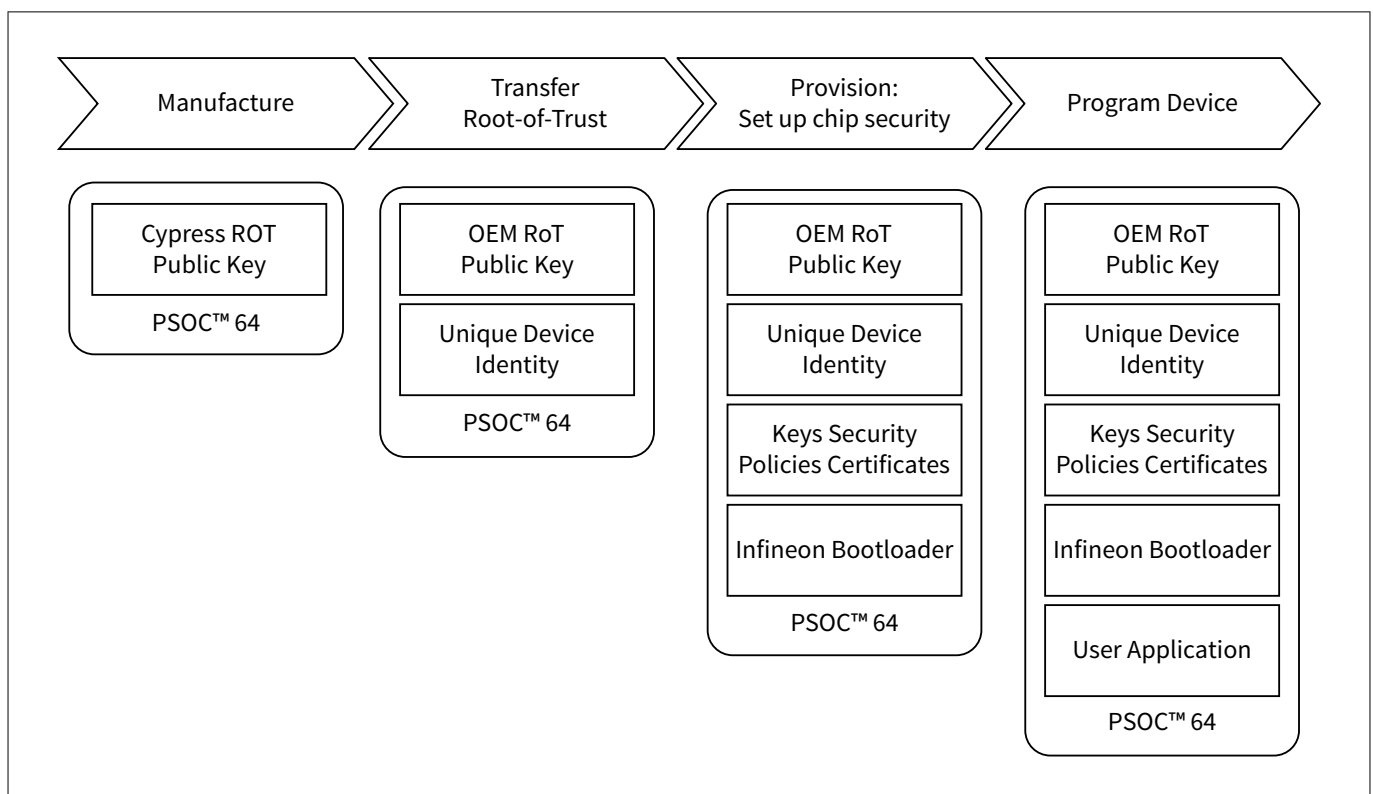 Manufacture
Transfer
Root-of-Trust
Provision:
Set up chip security
Program Device
Cypress ROT
Public Key
PSOC™ 64
OEM RoT
Public Key
Unique Device
Identity
PSOC™ 64
OEM RoT
Public Key
Unique Device
Identity
Keys Security
Policies Certificates
Infineon Bootloader
PSOC™ 64
OEM RoT
Public Key
Unique Device
Identity
Keys Security
Policies Certificates
Infineon Bootloader
User Application
PSOC™ 64